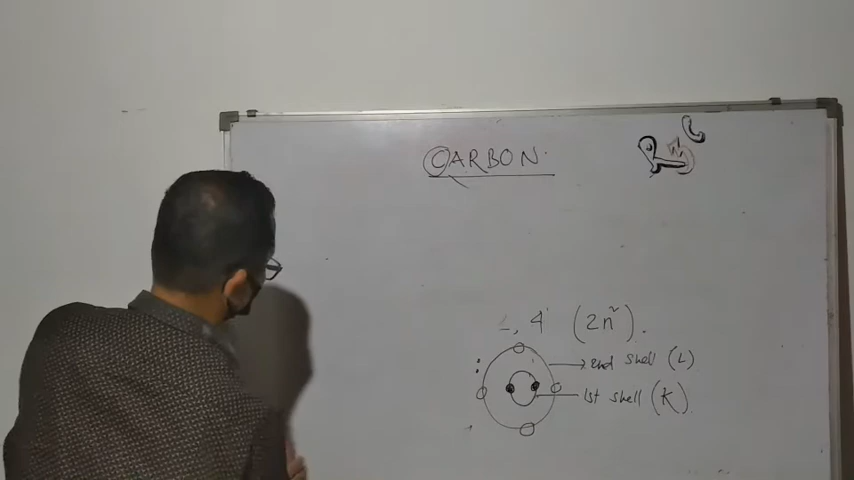 CARBON
2, 4 (2n²).
2nd shell (L)
1st shell (K)